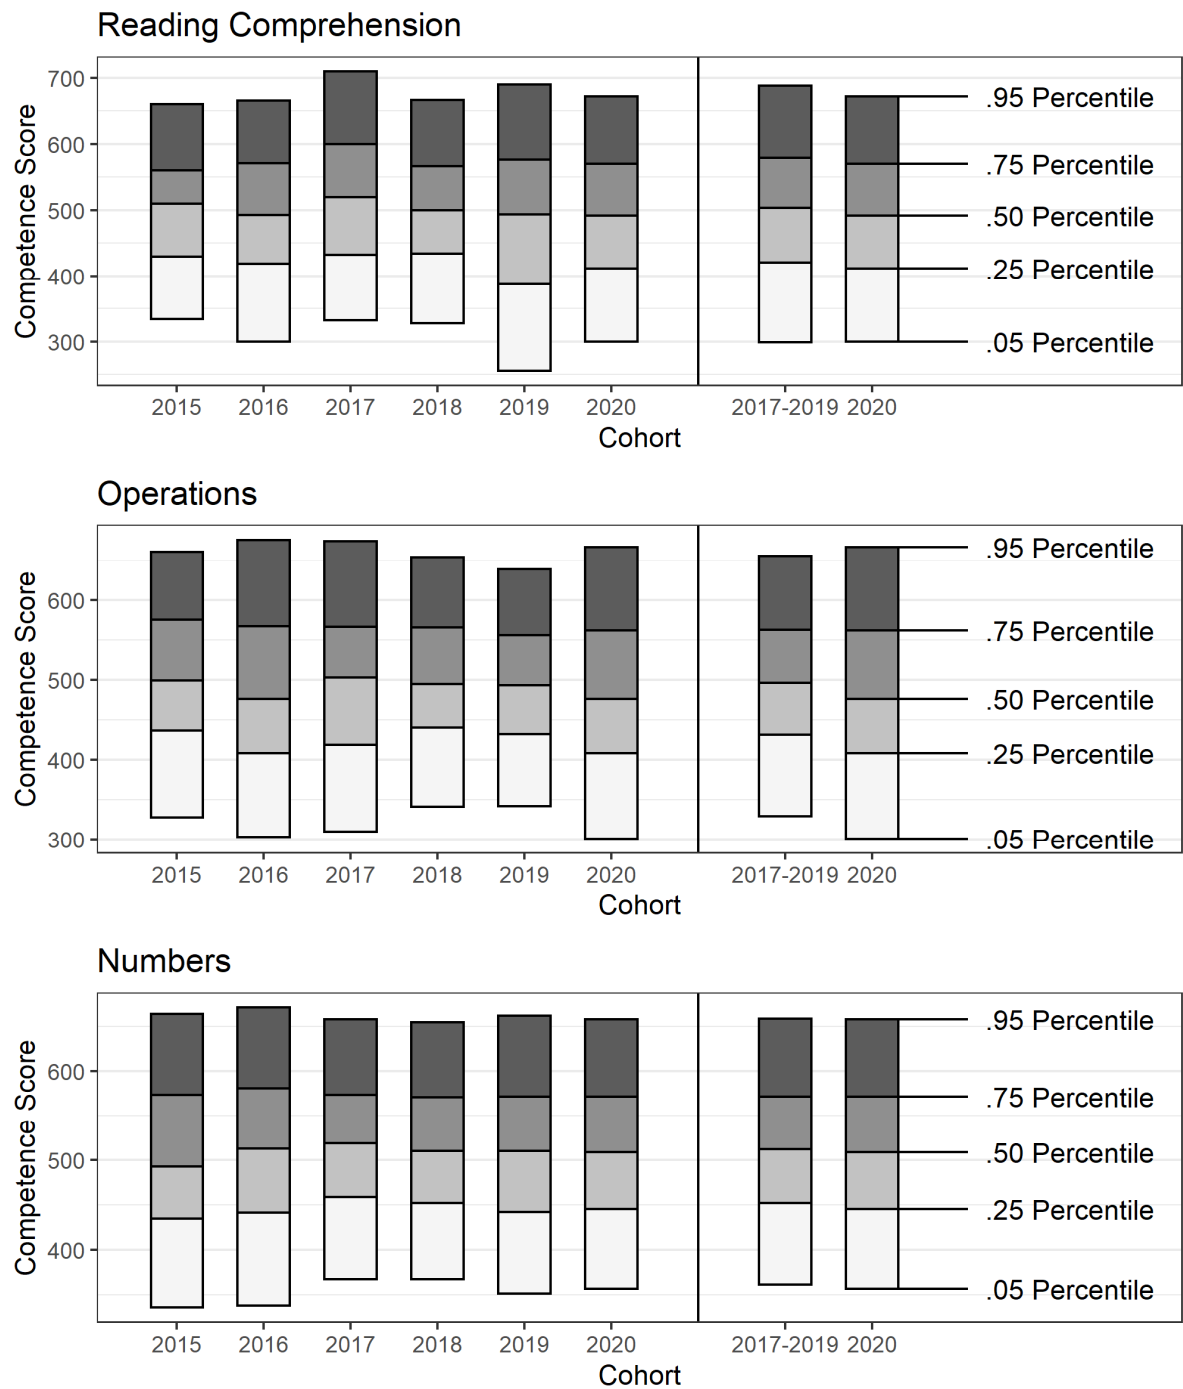 Reading Comprehension
Competence Score
700
600
500
400
300
.95 Percentile
.75 Percentile
.50 Percentile
.25 Percentile
.05 Percentile
2015 2016 2017 2018 2019 2020 2017-2019 2020
Cohort
Operations
Competence Score
600
500
400
300
.95 Percentile
.75 Percentile
.50 Percentile
.25 Percentile
.05 Percentile
2015 2016 2017 2018 2019 2020 2017-2019 2020
Cohort
Numbers
Competence Score
600
500
400
.95 Percentile
.75 Percentile
.50 Percentile
.25 Percentile
.05 Percentile
2015 2016 2017 2018 2019 2020 2017-2019 2020
Cohort